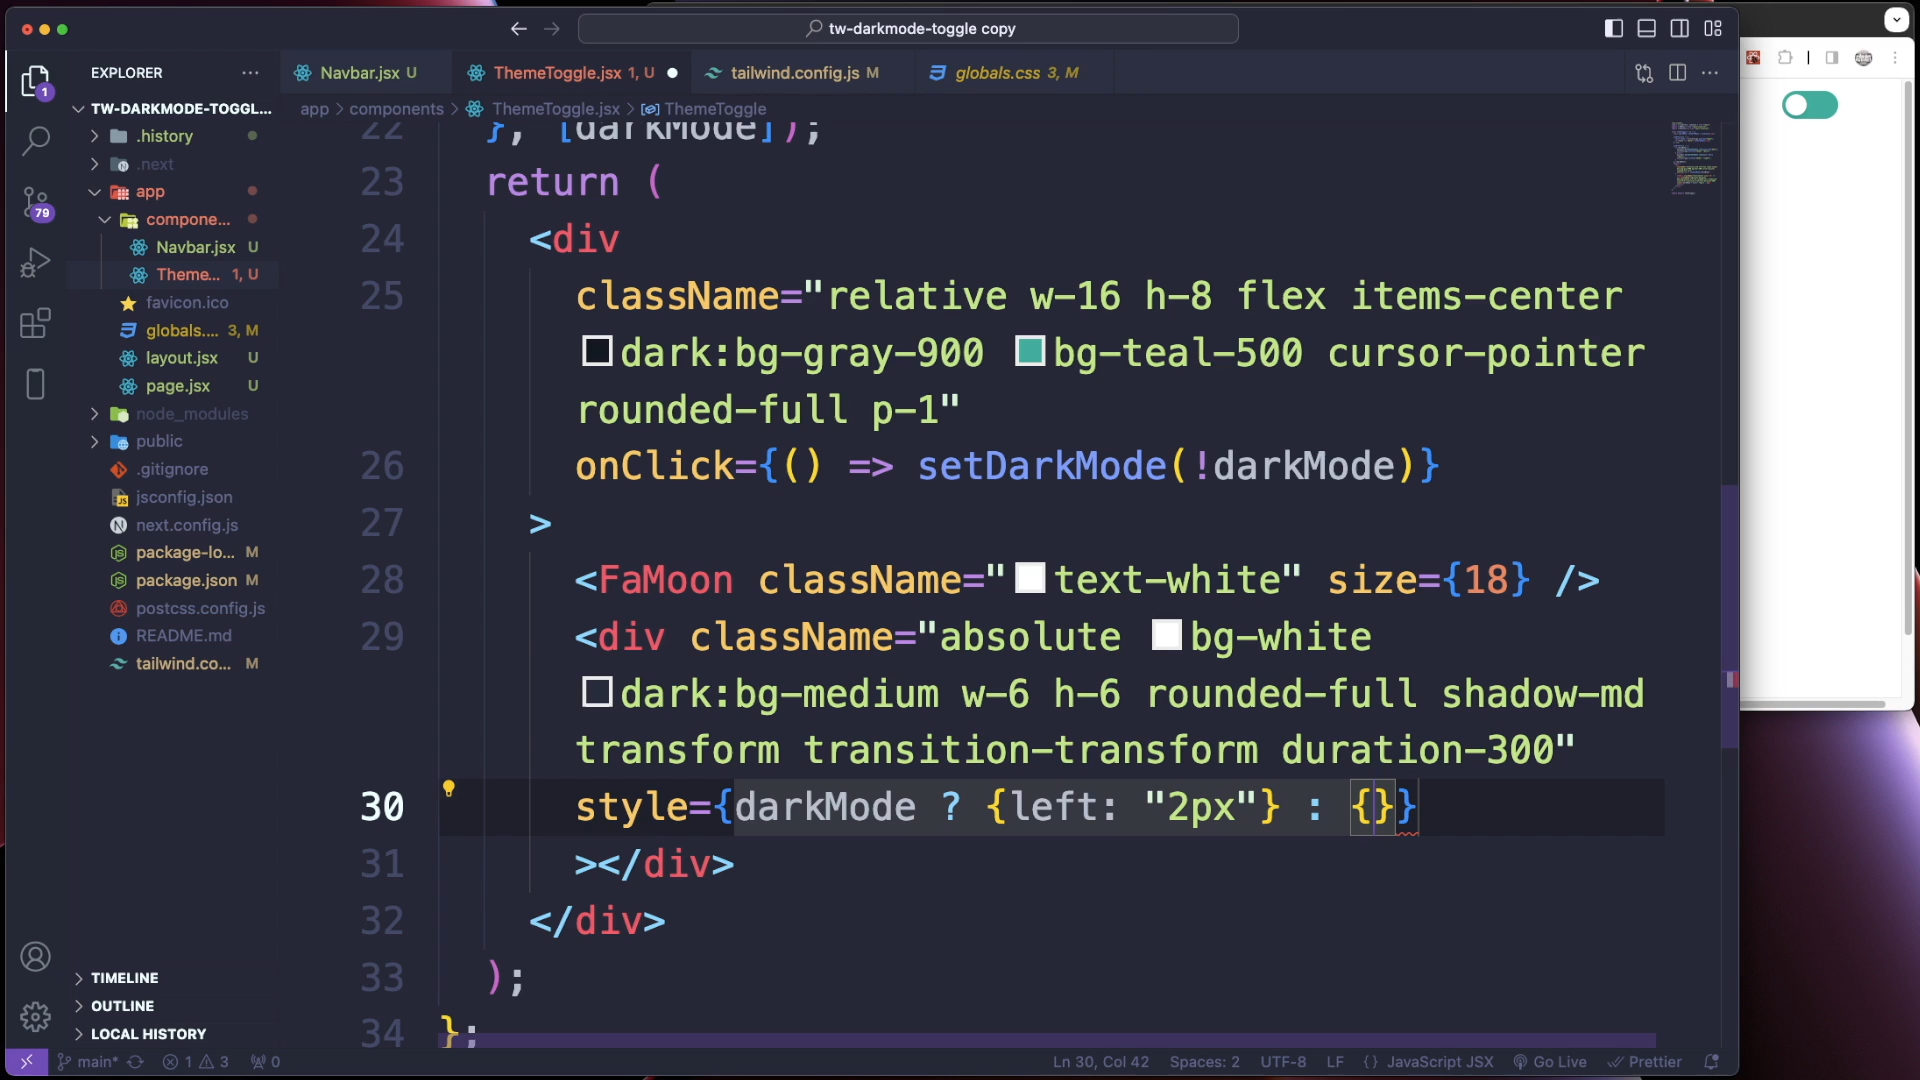 tw-darkmode-toggle copy
EXPLORER
Navbar.jsx U
ThemeToggle.jsx 1, U
tailwind.config.js M
globals.css 3, M
1
TW-DARKMODE-TOGGL...
app > components > ThemeToggle.jsx > ThemeToggle
.history
.next
app
compone...
Navbar.jsx U
Theme... 1, U
favicon.ico
globals.... 3, M
layout.jsx U
page.jsx U
node_modules
public
.gitignore
jsconfig.json
next.config.js
package-lo... M
package.json M
postcss.config.js
README.md
tailwind.co... M
79
TIMELINE
OUTLINE
LOCAL HISTORY
22 }, [darkMode]);
23 return (
24 <div
25 className="relative w-16 h-8 flex items-center
dark:bg-gray-900 bg-teal-500 cursor-pointer
rounded-full p-1"
26 onClick={() => setDarkMode(!darkMode)}
27 >
28 <FaMoon className="text-white" size={18} />
29 <div className="absolute bg-white
dark:bg-medium w-6 h-6 rounded-full shadow-md
transform transition-transform duration-300"
30 style={darkMode ? {left: "2px"} : {}}
31 ></div>
32 </div>
33 );
34 };
main* 1 3 0
Ln 30, Col 42 Spaces: 2 UTF-8 LF {} JavaScript JSX Go Live Prettier